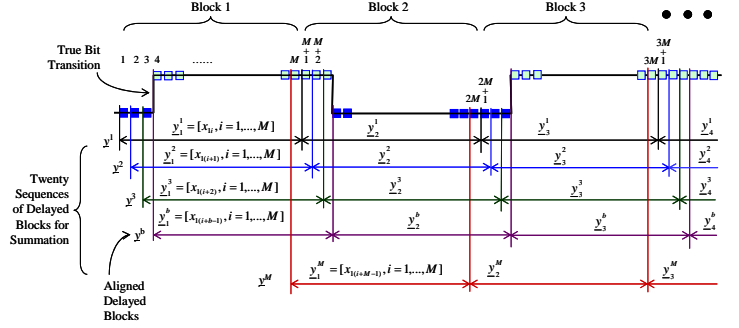 Block 1
Block 2
Block 3
True Bit
Transition
1 2 3 4 ...... M M+1 M+2 2M 2M+1 3M 3M+1
y^1 y_1^1 = [x_{1i}, i = 1,..., M] y_2^1 y_3^1 y_4^1
y^2 y_1^2 = [x_{1(i+1)}, i = 1,..., M] y_2^2 y_3^2 y_4^2
y^3 y_1^3 = [x_{1(i+2)}, i = 1,..., M] y_2^3 y_3^3 y_4^3
y^b y_1^b = [x_{1(i+b-1)}, i = 1,..., M] y_2^b y_3^b y_4^b
y^M y_1^M = [x_{1(i+M-1)}, i = 1,..., M] y_2^M y_3^M
Twenty
Sequences
of Delayed
Blocks for
Summation
Aligned
Delayed
Blocks